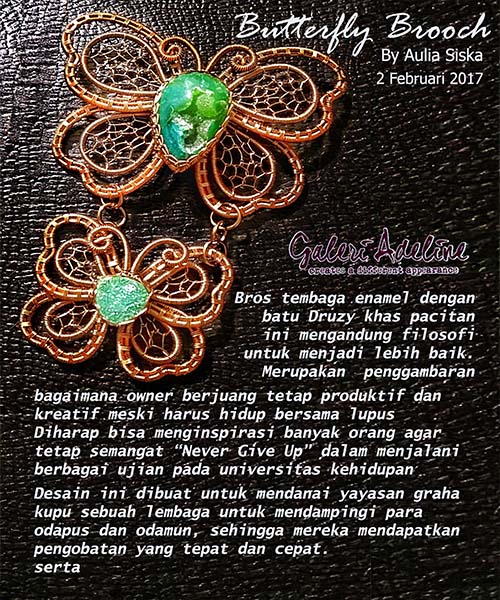 Butterfly Brooch
By Aulia Siska
2 Februari 2017
Galeri Adeline
creates a different appearance
Bros tembaga enamel dengan
batu Druzy khas pacitan
ini mengandung filosofi
untuk menjadi lebih baik.
Merupakan penggambaran
bagaimana owner berjuang tetap produktif dan
kreatif meski harus hidup bersama lupus
Diharap bisa menginspirasi banyak orang agar
tetap semangat “Never Give Up” dalam menjalani
berbagai ujian pada universitas kehidupan
Desain ini dibuat untuk mendanai yayasan graha
kupu sebuah lembaga untuk mendampingi para
odapus dan odamun, sehingga mereka mendapatkan
pengobatan yang tepat dan cepat.
serta